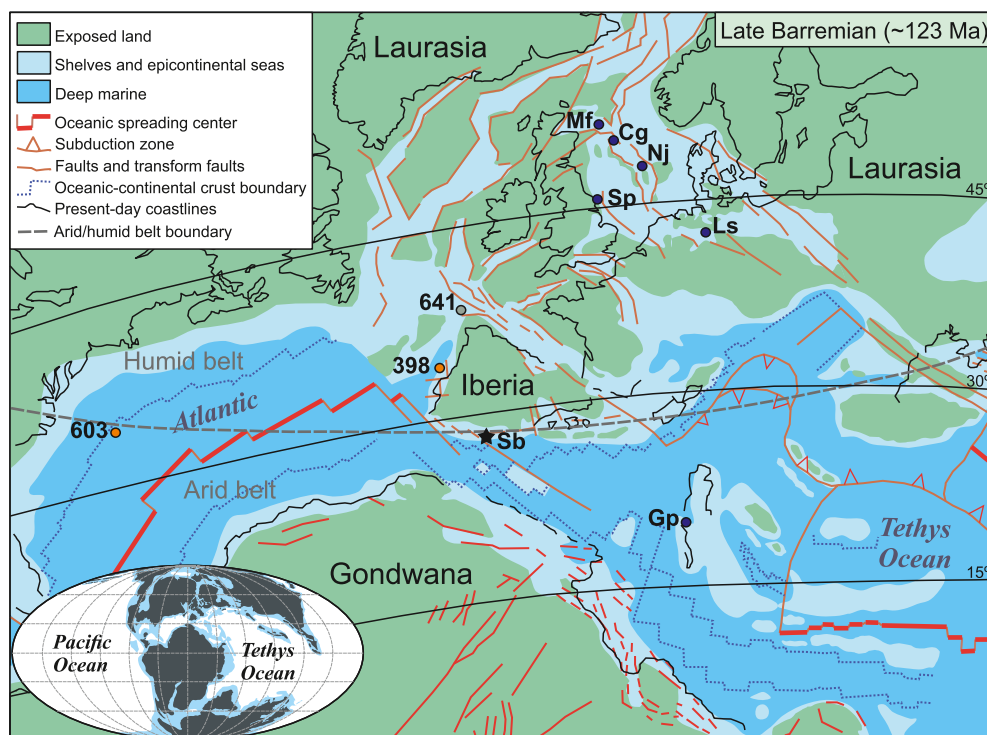 Late Barremian (~123 Ma)
Exposed land
Shelves and epicontinental seas
Deep marine
Oceanic spreading center
Subduction zone
Faults and transform faults
Oceanic-continental crust boundary
Present-day coastlines
Arid/humid belt boundary
Laurasia
Mf
Cg
Nj
Laurasia
45°
Sp
Ls
641
Humid belt
398
Iberia
30°
Atlantic
603
Sb
Arid belt
Gp
Tethys
Ocean
Gondwana
15°
Pacific
Ocean
Tethys
Ocean